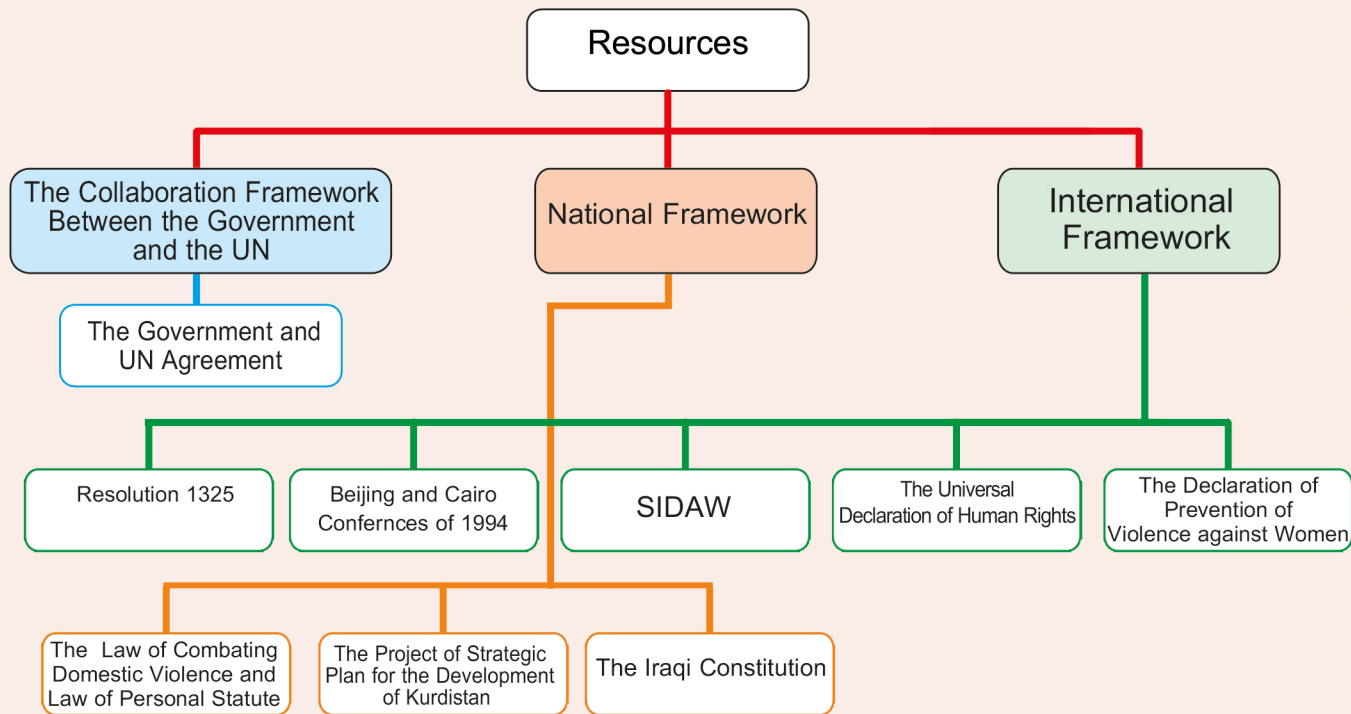 Resources
The Collaboration Framework
Between the Government
and the UN
National Framework
International
Framework
The Government and
UN Agreement
Resolution 1325
Beijing and Cairo
Confernces of 1994
SIDAW
The Universal
Declaration of Human Rights
The Declaration of
Prevention of
Violence against Women
The Law of Combating
Domestic Violence and
Law of Personal Statute
The Project of Strategic
Plan for the Development
of Kurdistan
The Iraqi Constitution